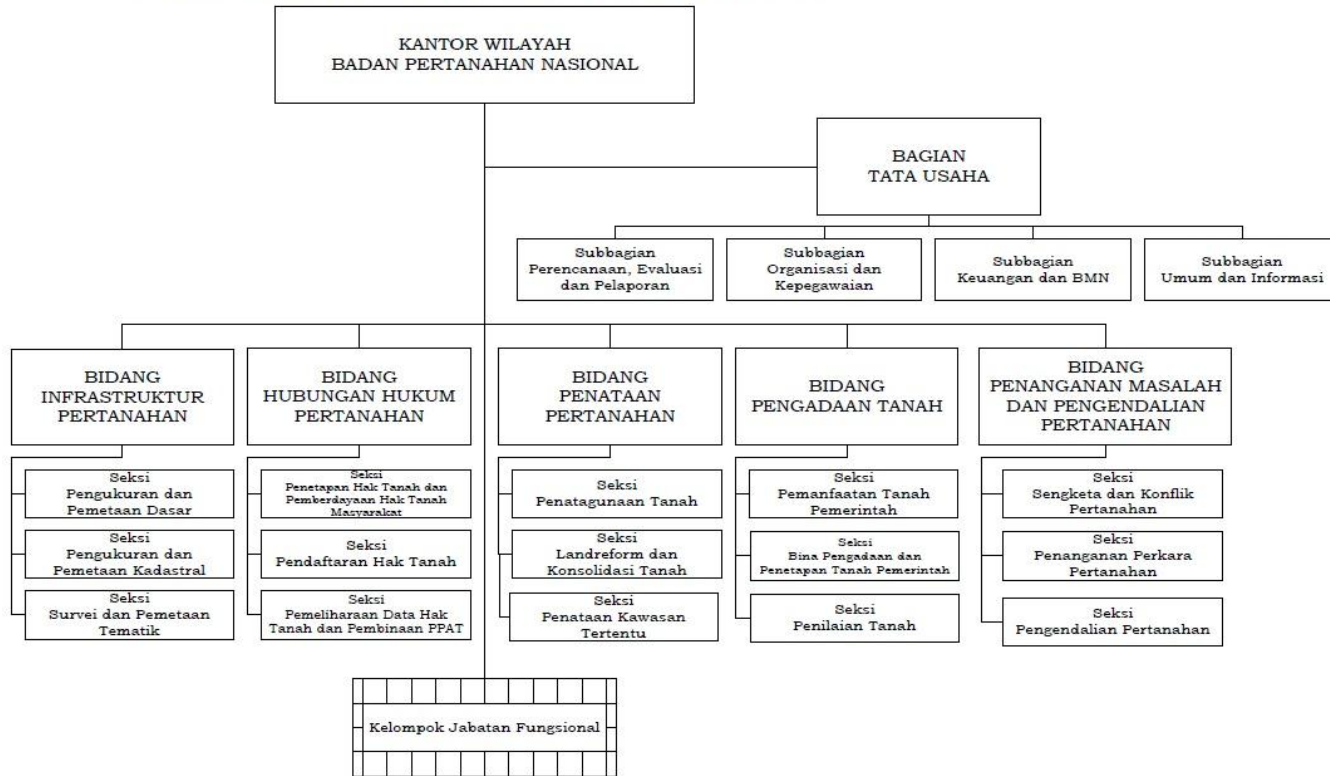 KANTOR WILAYAH
BADAN PERTANAHAN NASIONAL
BAGIAN
TATA USAHA
Subbagian
Perencanaan, Evaluasi
dan Pelaporan
Subbagian
Organisasi dan
Kepegawaian
Subbagian
Keuangan dan BMN
Subbagian
Umum dan Informasi
BIDANG
INFRASTRUKTUR
PERTANAHAN
BIDANG
HUBUNGAN HUKUM
PERTANAHAN
BIDANG
PENATAAN
PERTANAHAN
BIDANG
PENGADAAN TANAH
BIDANG
PENANGANAN MASALAH
DAN PENGENDALIAN
PERTANAHAN
Seksi
Pengukuran dan
Pemetaan Dasar
Seksi
Pengukuran dan
Pemetaan Kadastral
Seksi
Survei dan Pemetaan
Tematik
Seksi
Penetapan Hak Tanah dan
Pemberdayaan Hak Tanah
Masyarakat
Seksi
Pendaftaran Hak Tanah
Seksi
Pemeliharaan Data Hak
Tanah dan Pembinaan PPAT
Seksi
Penatagunaan Tanah
Seksi
Landreform dan
Konsolidasi Tanah
Seksi
Penataan Kawasan
Tertentu
Seksi
Pemanfaatan Tanah
Pemerintah
Seksi
Bina Pengadaan dan
Penetapan Tanah Pemerintah
Seksi
Penilaian Tanah
Seksi
Sengketa dan Konflik
Pertanahan
Seksi
Penanganan Perkara
Pertanahan
Seksi
Pengendalian Pertanahan
Kelompok Jabatan Fungsional